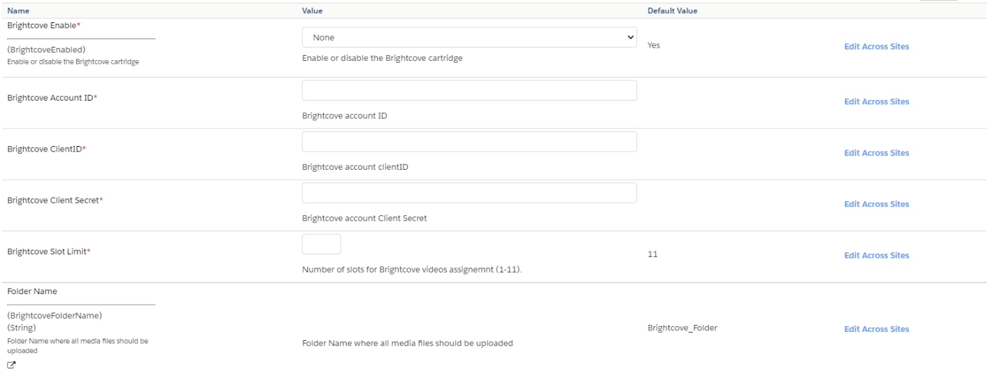 Name Value Default Value
Brightcove Enable*
None
(BrightcoveEnabled)
Enable or disable the Brightcove cartridge
Enable or disable the Brightcove cartridge
Yes
Edit Across Sites
Brightcove Account ID*
Brightcove account ID
Edit Across Sites
Brightcove ClientID*
Brightcove account clientID
Edit Across Sites
Brightcove Client Secret*
Brightcove account Client Secret
Edit Across Sites
Brightcove Slot Limit*
Number of slots for Brightcove videos assignemnt (1-11).
11
Edit Across Sites
Folder Name
(BrightcoveFolderName)
(String)
Folder Name where all media files should be
uploaded
Folder Name where all media files should be uploaded
Brightcove_Folder
Edit Across Sites